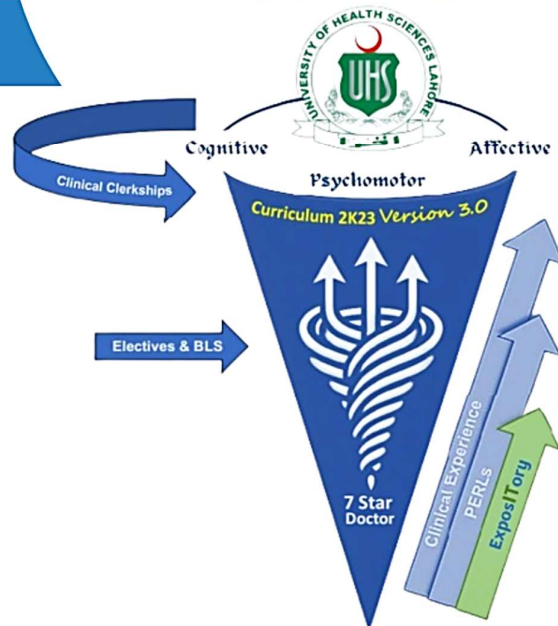 UNIVERSITY OF HEALTH SCIENCES LAHORE
UHS
Cognitive
Affective
Psychomotor
Clinical Clerkships
Curriculum 2K23 Version 3.0
Electives & BLS
7 Star
Doctor
Clinical Experience
PERLs
ExposITory